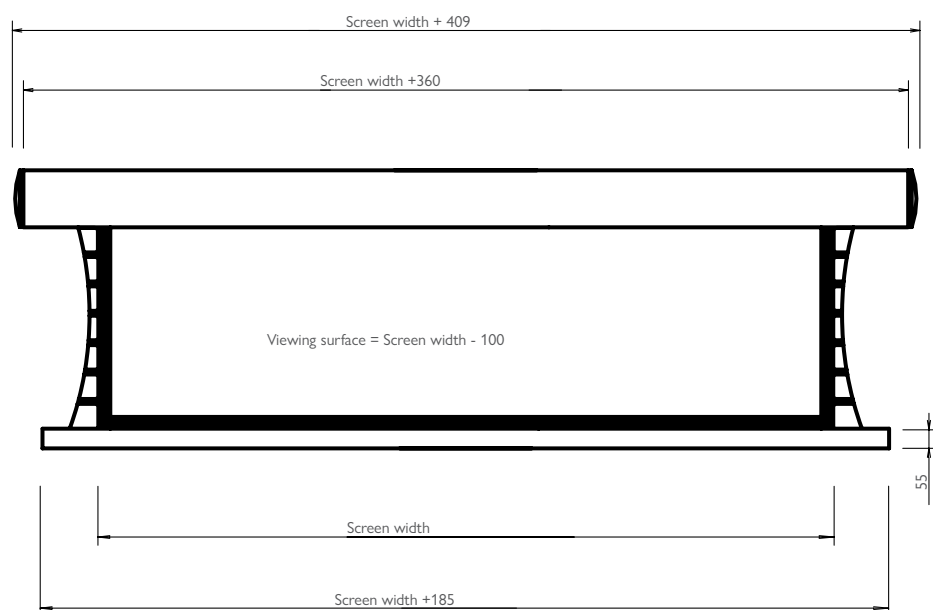 Screen width + 409
Screen width +360
Viewing surface = Screen width - 100
55
Screen width
Screen width +185